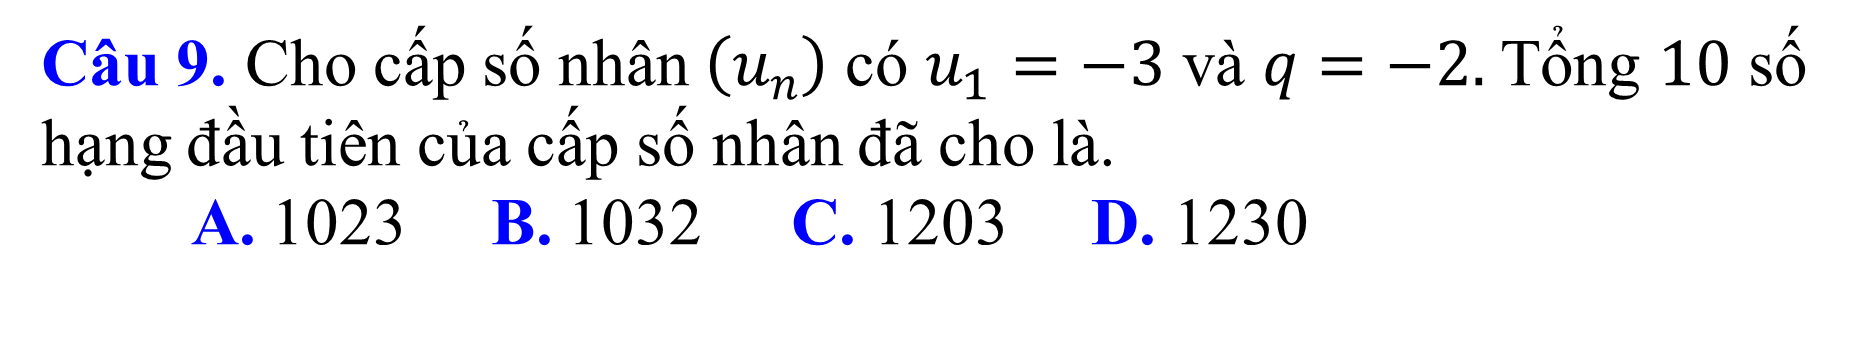 Câu 9. Cho cấp số nhân (uₙ) có u₁ = −3 và q = −2. Tổng 10 số
hạng đầu tiên của cấp số nhân đã cho là.
A. 1023 B. 1032 C. 1203 D. 1230